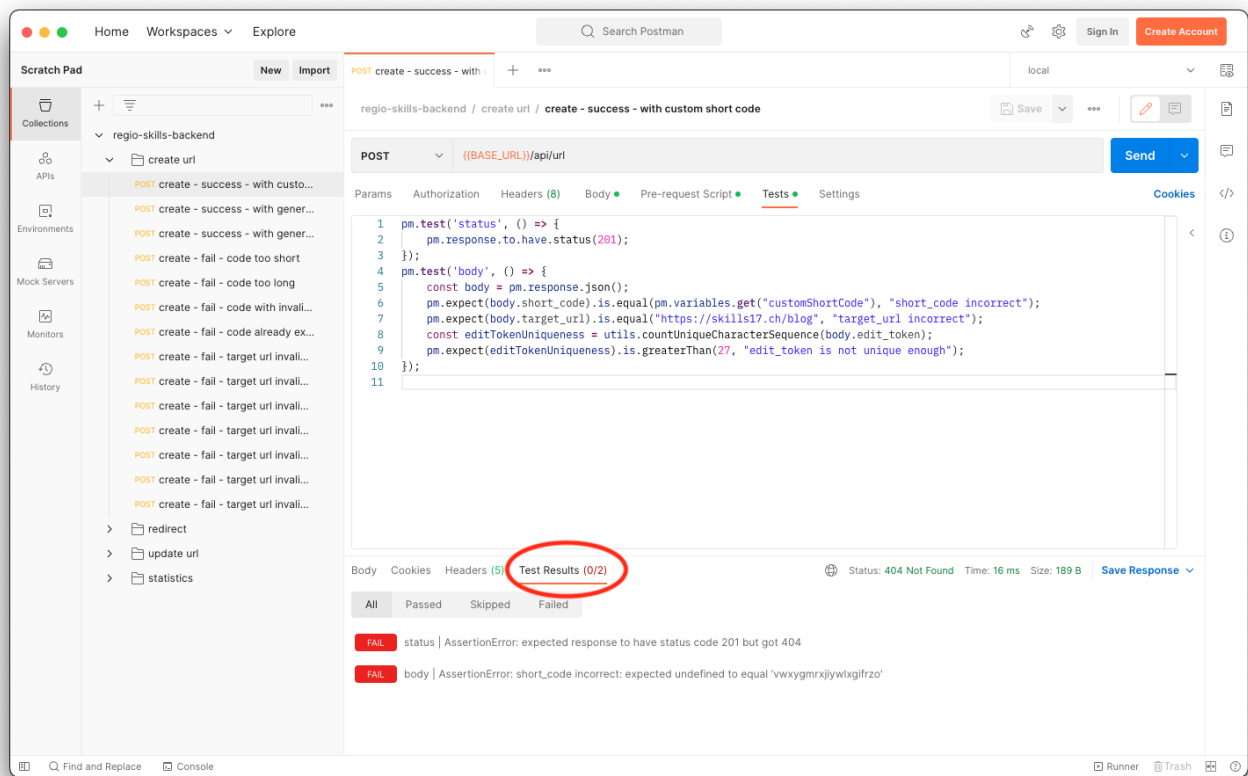 Home Workspaces Explore Search Postman Sign In Create Account
Scratch Pad New Import POST create - success - with local
Collections
APIs
Environments
Mock Servers
Monitors
History
regio-skills-backend
create url
POST create - success - with custo...
POST create - success - with gener...
POST create - success - with gener...
POST create - fail - code too short
POST create - fail - code too long
POST create - fail - code with invali...
POST create - fail - code already ex...
POST create - fail - target url invali...
POST create - fail - target url invali...
POST create - fail - target url invali...
POST create - fail - target url invali...
POST create - fail - target url invali...
POST create - fail - target url invali...
POST create - fail - target url invali...
redirect
update url
statistics
regio-skills-backend / create url / create - success - with custom short code Save
POST {{BASE_URL}}/api/url Send
Params Authorization Headers (8) Body Pre-request Script Tests Settings Cookies
1 pm.test('status', () => {
2 pm.response.to.have.status(201);
3 });
4 pm.test('body', () => {
5 const body = pm.response.json();
6 pm.expect(body.short_code).is.equal(pm.variables.get("customShortCode"), "short_code incorrect");
7 pm.expect(body.target_url).is.equal("https://skills17.ch/blog", "target_url incorrect");
8 const editTokenUniqueness = utils.countUniqueCharacterSequence(body.edit_token);
9 pm.expect(editTokenUniqueness).is.greaterThan(27, "edit_token is not unique enough");
10 });
11
Body Cookies Headers (5) Test Results (0/2) Status: 404 Not Found Time: 16 ms Size: 189 B Save Response
All Passed Skipped Failed
FAIL status | AssertionError: expected response to have status code 201 but got 404
FAIL body | AssertionError: short_code incorrect: expected undefined to equal 'vwxygmrxjiywlxgifrzo'
Find and Replace Console Runner Trash